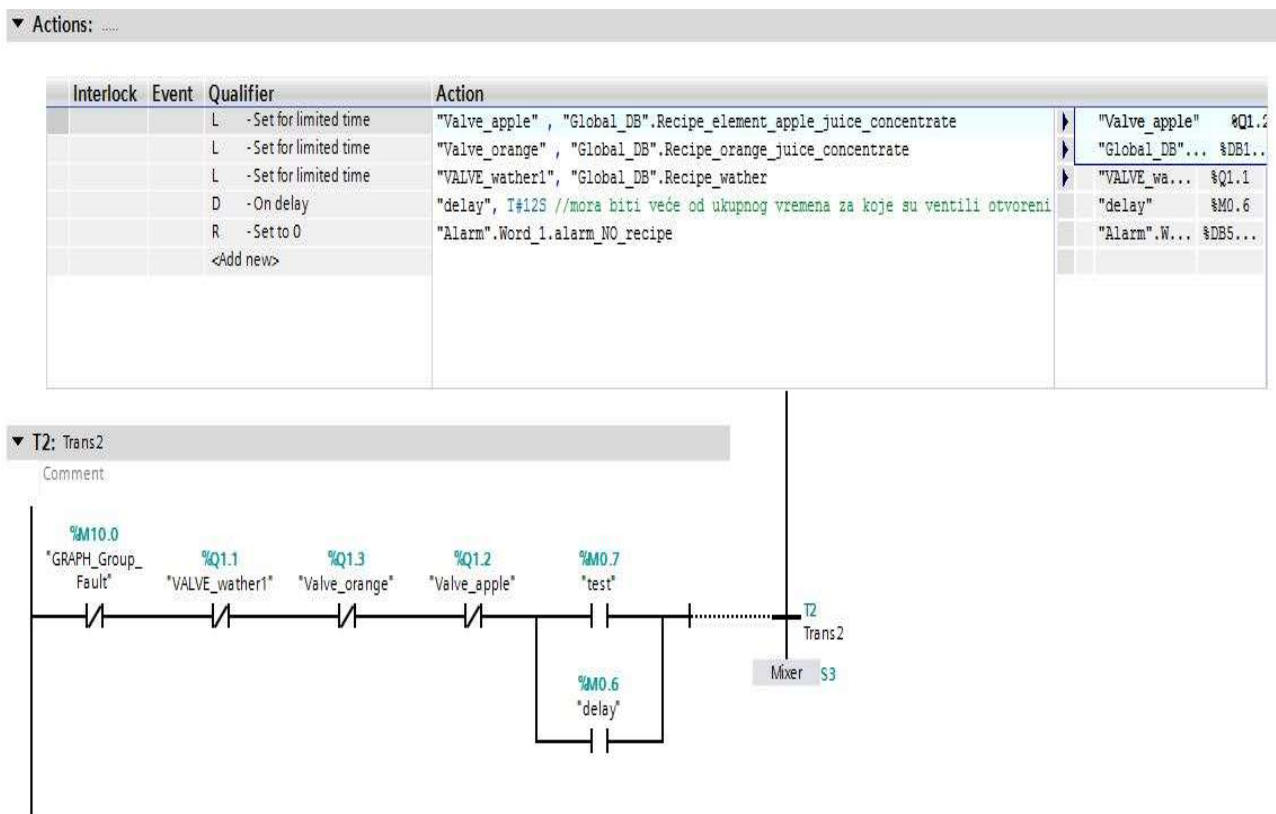 Actions: .....
Interlock Event Qualifier Action
L - Set for limited time "Valve_apple" , "Global_DB".Recipe_element_apple_juice_concentrate "Valve_apple" %Q1.2
L - Set for limited time "Valve_orange" , "Global_DB".Recipe_orange_juice_concentrate "Global_DB"... %DB1..
L - Set for limited time "VALVE_wather1", "Global_DB".Recipe_wather "VALVE_wa... %Q1.1
D - On delay "delay", T#12S //mora biti veće od ukupnog vremena za koje su ventili otvoreni "delay" %M0.6
R - Set to 0 "Alarm".Word_1.alarm_NO_recipe "Alarm".W... %DB5...
<Add new>
T2: Trans2
Comment
%M10.0
"GRAPH_Group_ %Q1.1 %Q1.3 %Q1.2 %M0.7
Fault" "VALVE_wather1" "Valve_orange" "Valve_apple" "test"
T2
Trans2
Mixer S3
%M0.6
"delay"